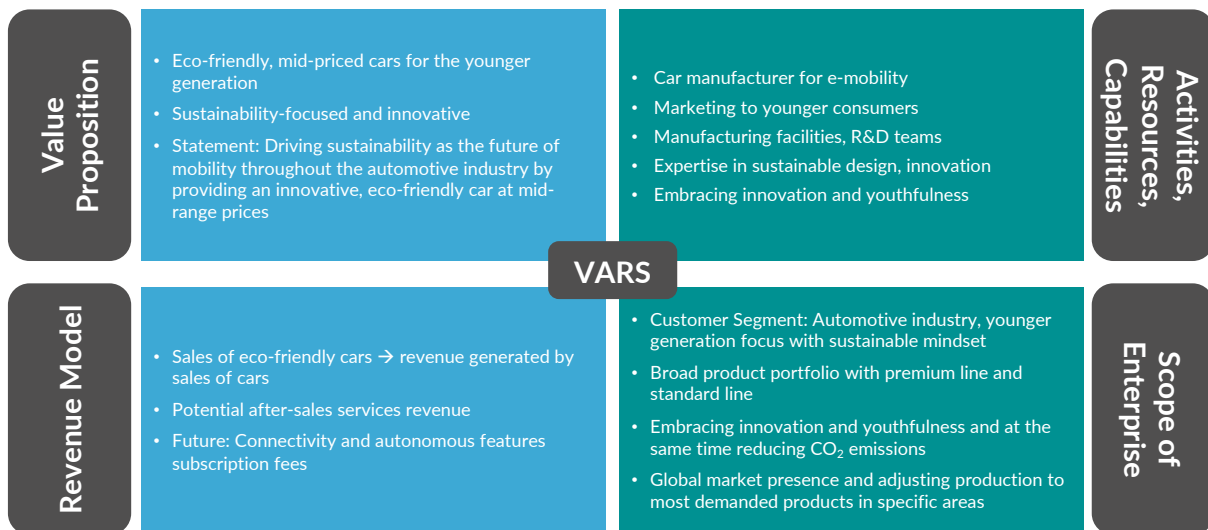 Value
Proposition
• Eco-friendly, mid-priced cars for the younger
generation
• Sustainability-focused and innovative
• Statement: Driving sustainability as the future of
mobility throughout the automotive industry by
providing an innovative, eco-friendly car at mid-
range prices
• Car manufacturer for e-mobility
• Marketing to younger consumers
• Manufacturing facilities, R&D teams
• Expertise in sustainable design, innovation
• Embracing innovation and youthfulness
Activities,
Resources,
Capabilities
VARS
Revenue Model
• Sales of eco-friendly cars → revenue generated by
sales of cars
• Potential after-sales services revenue
• Future: Connectivity and autonomous features
subscription fees
• Customer Segment: Automotive industry, younger
generation focus with sustainable mindset
• Broad product portfolio with premium line and
standard line
• Embracing innovation and youthfulness and at the
same time reducing CO₂ emissions
• Global market presence and adjusting production to
most demanded products in specific areas
Scope of
Enterprise